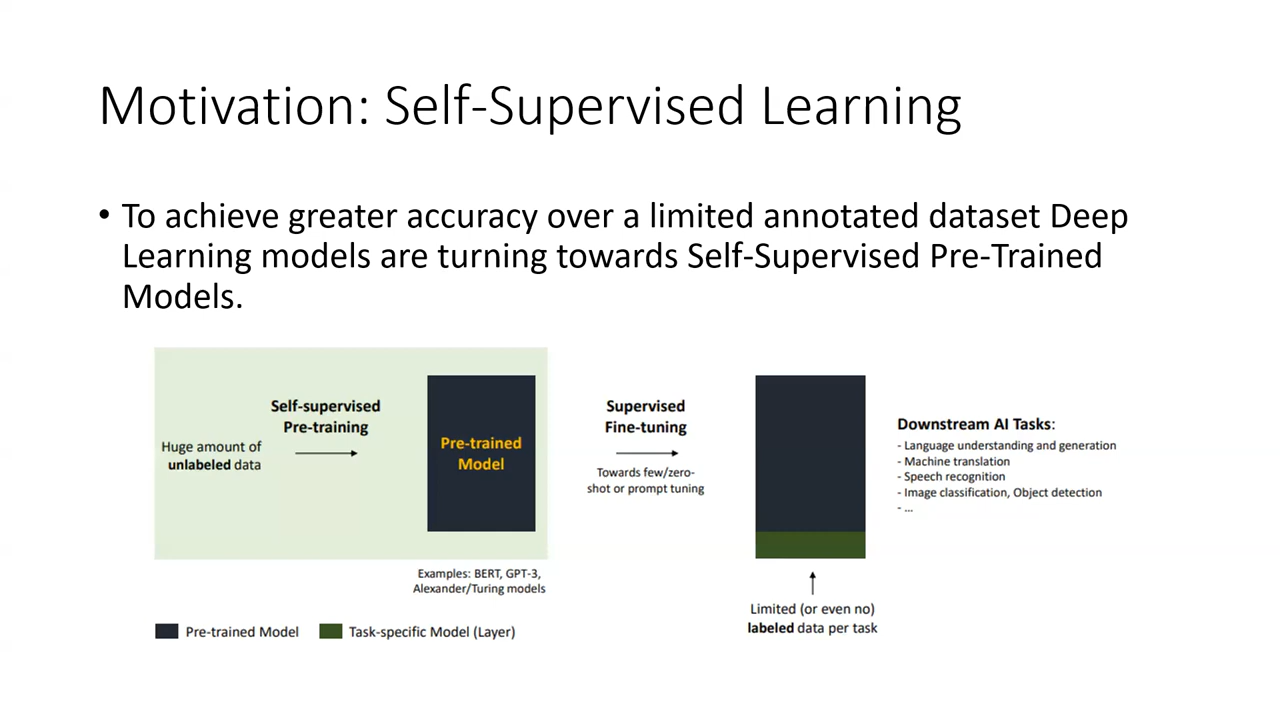 Motivation: Self-Supervised Learning
• To achieve greater accuracy over a limited annotated dataset Deep
Learning models are turning towards Self-Supervised Pre-Trained
Models.
Self-supervised
Pre-training
Huge amount of
unlabeled data
Pre-trained
Model
Examples: BERT, GPT-3,
Alexander/Turing models
Supervised
Fine-tuning
Towards few/zero-
shot or prompt tuning
Limited (or even no)
labeled data per task
Downstream AI Tasks:
- Language understanding and generation
- Machine translation
- Speech recognition
- Image classification, Object detection
- ...
Pre-trained Model
Task-specific Model (Layer)